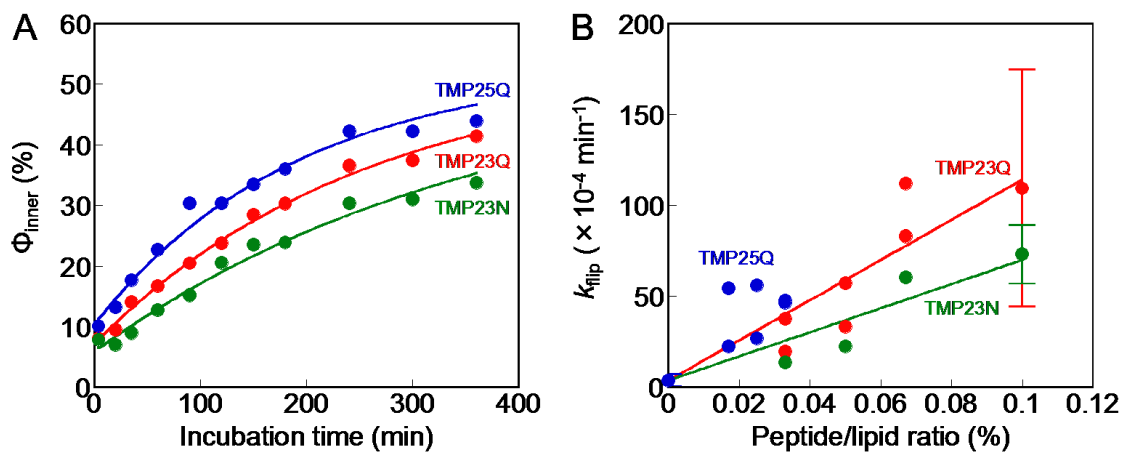 A
60
50
40
30
20
10
0
Φinner (%)
TMP25Q
TMP23Q
TMP23N
0 100 200 300 400
Incubation time (min)
B
200
150
100
50
0
kflip ( × 10-4 min-1)
TMP23Q
TMP25Q
TMP23N
0 0.02 0.04 0.06 0.08 0.1 0.12
Peptide/lipid ratio (%)